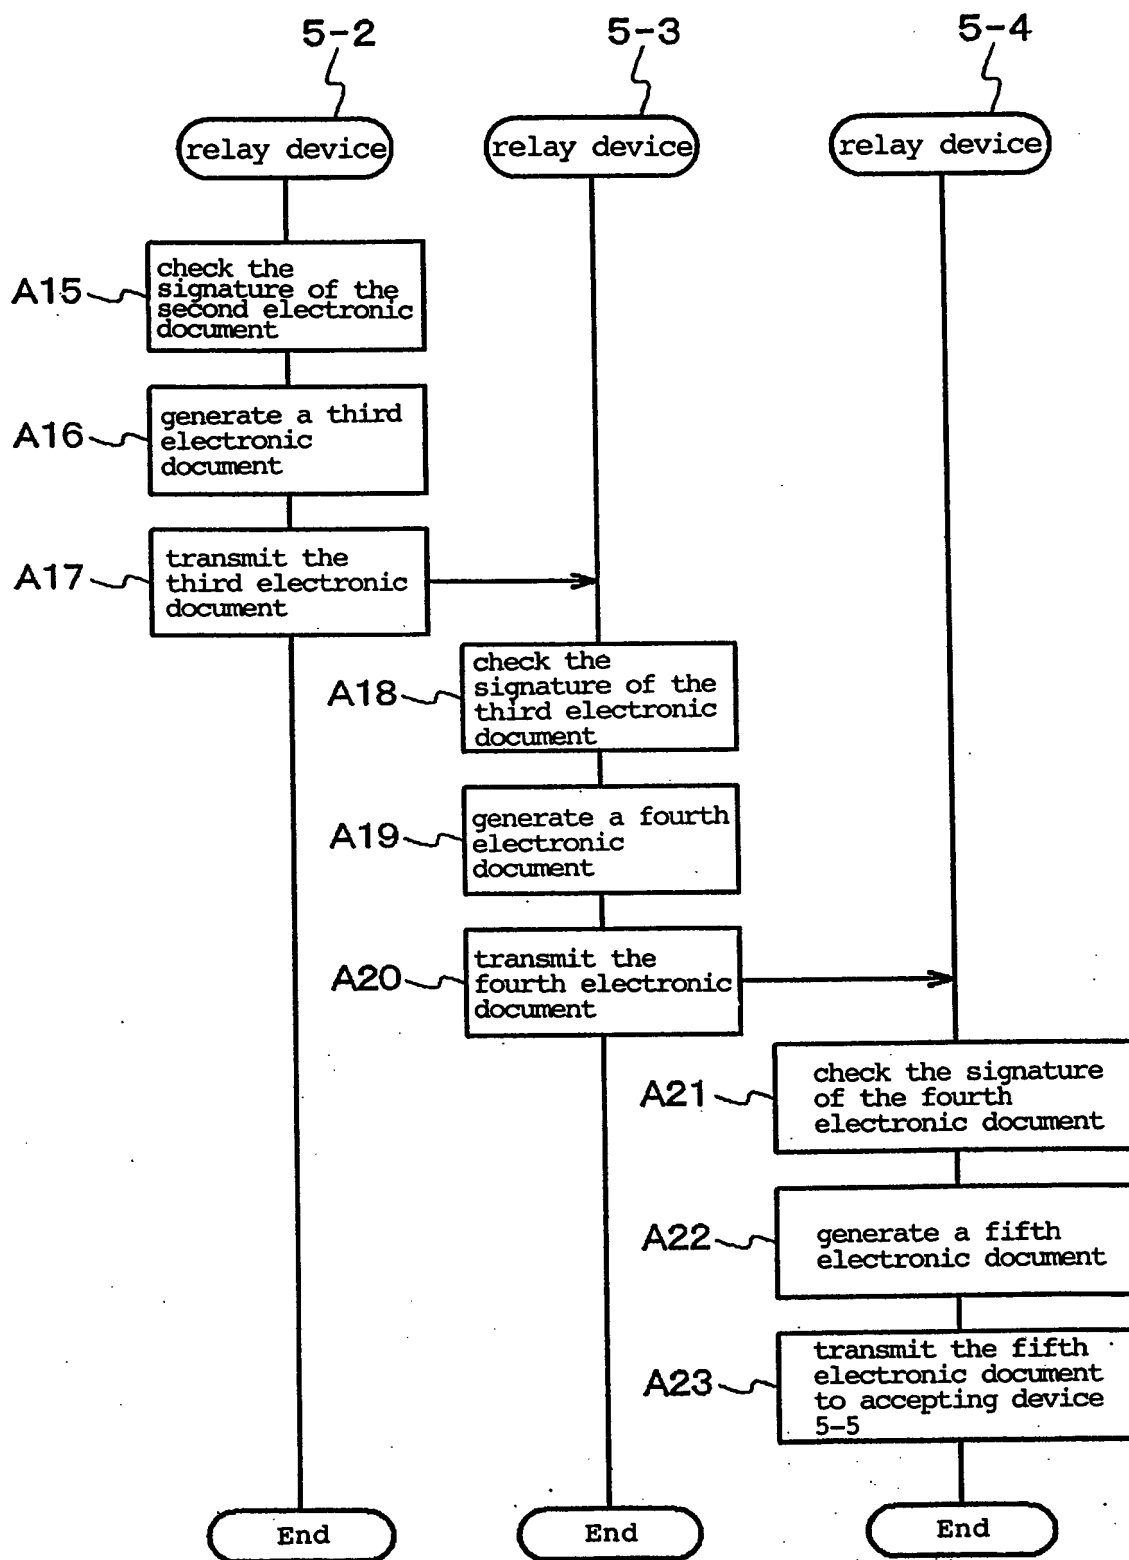 5-2
5-3
5-4
relay device
relay device
relay device
A15
check the
signature of the
second electronic
document
A16
generate a third
electronic
document
A17
transmit the
third electronic
document
A18
check the
signature of the
third electronic
document
A19
generate a fourth
electronic
document
A20
transmit the
fourth electronic
document
A21
check the signature
of the fourth
electronic document
A22
generate a fifth
electronic document
A23
transmit the fifth
electronic document
to accepting device
5-5
End
End
End